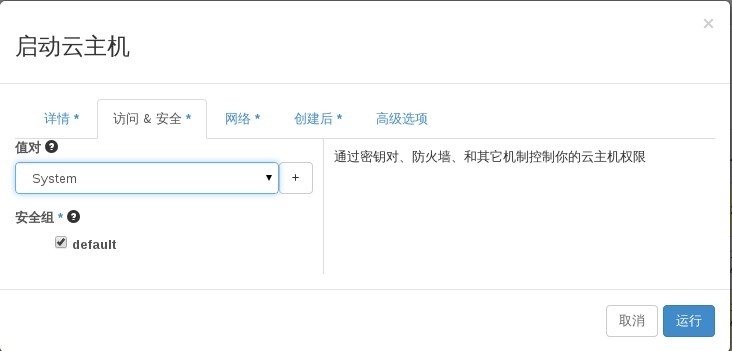 ×
启动云主机
详情 * 访问 & 安全 * 网络 * 创建后 * 高级选项
值对 ?
System +
通过密钥对、防火墙、和其它机制控制你的云主机权限
安全组 * ?
default
取消 运行